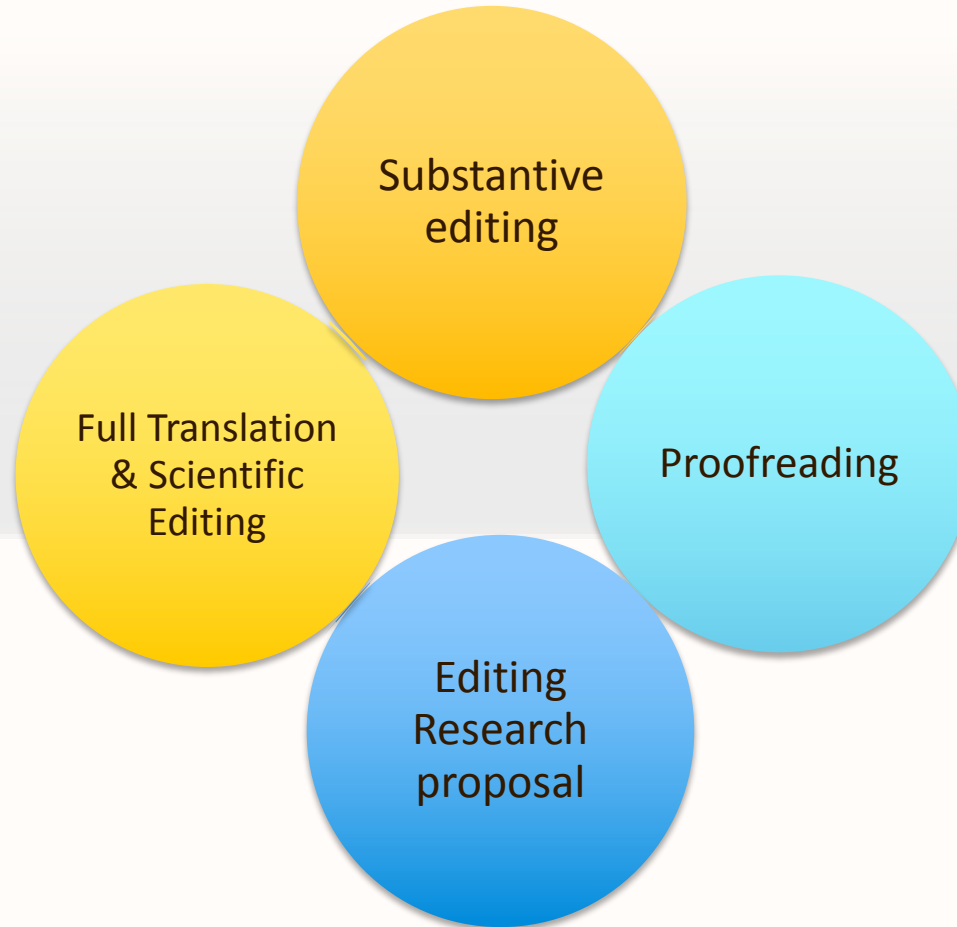 Substantive
editing
Full Translation
& Scientific
Editing
Proofreading
Editing
Research
proposal